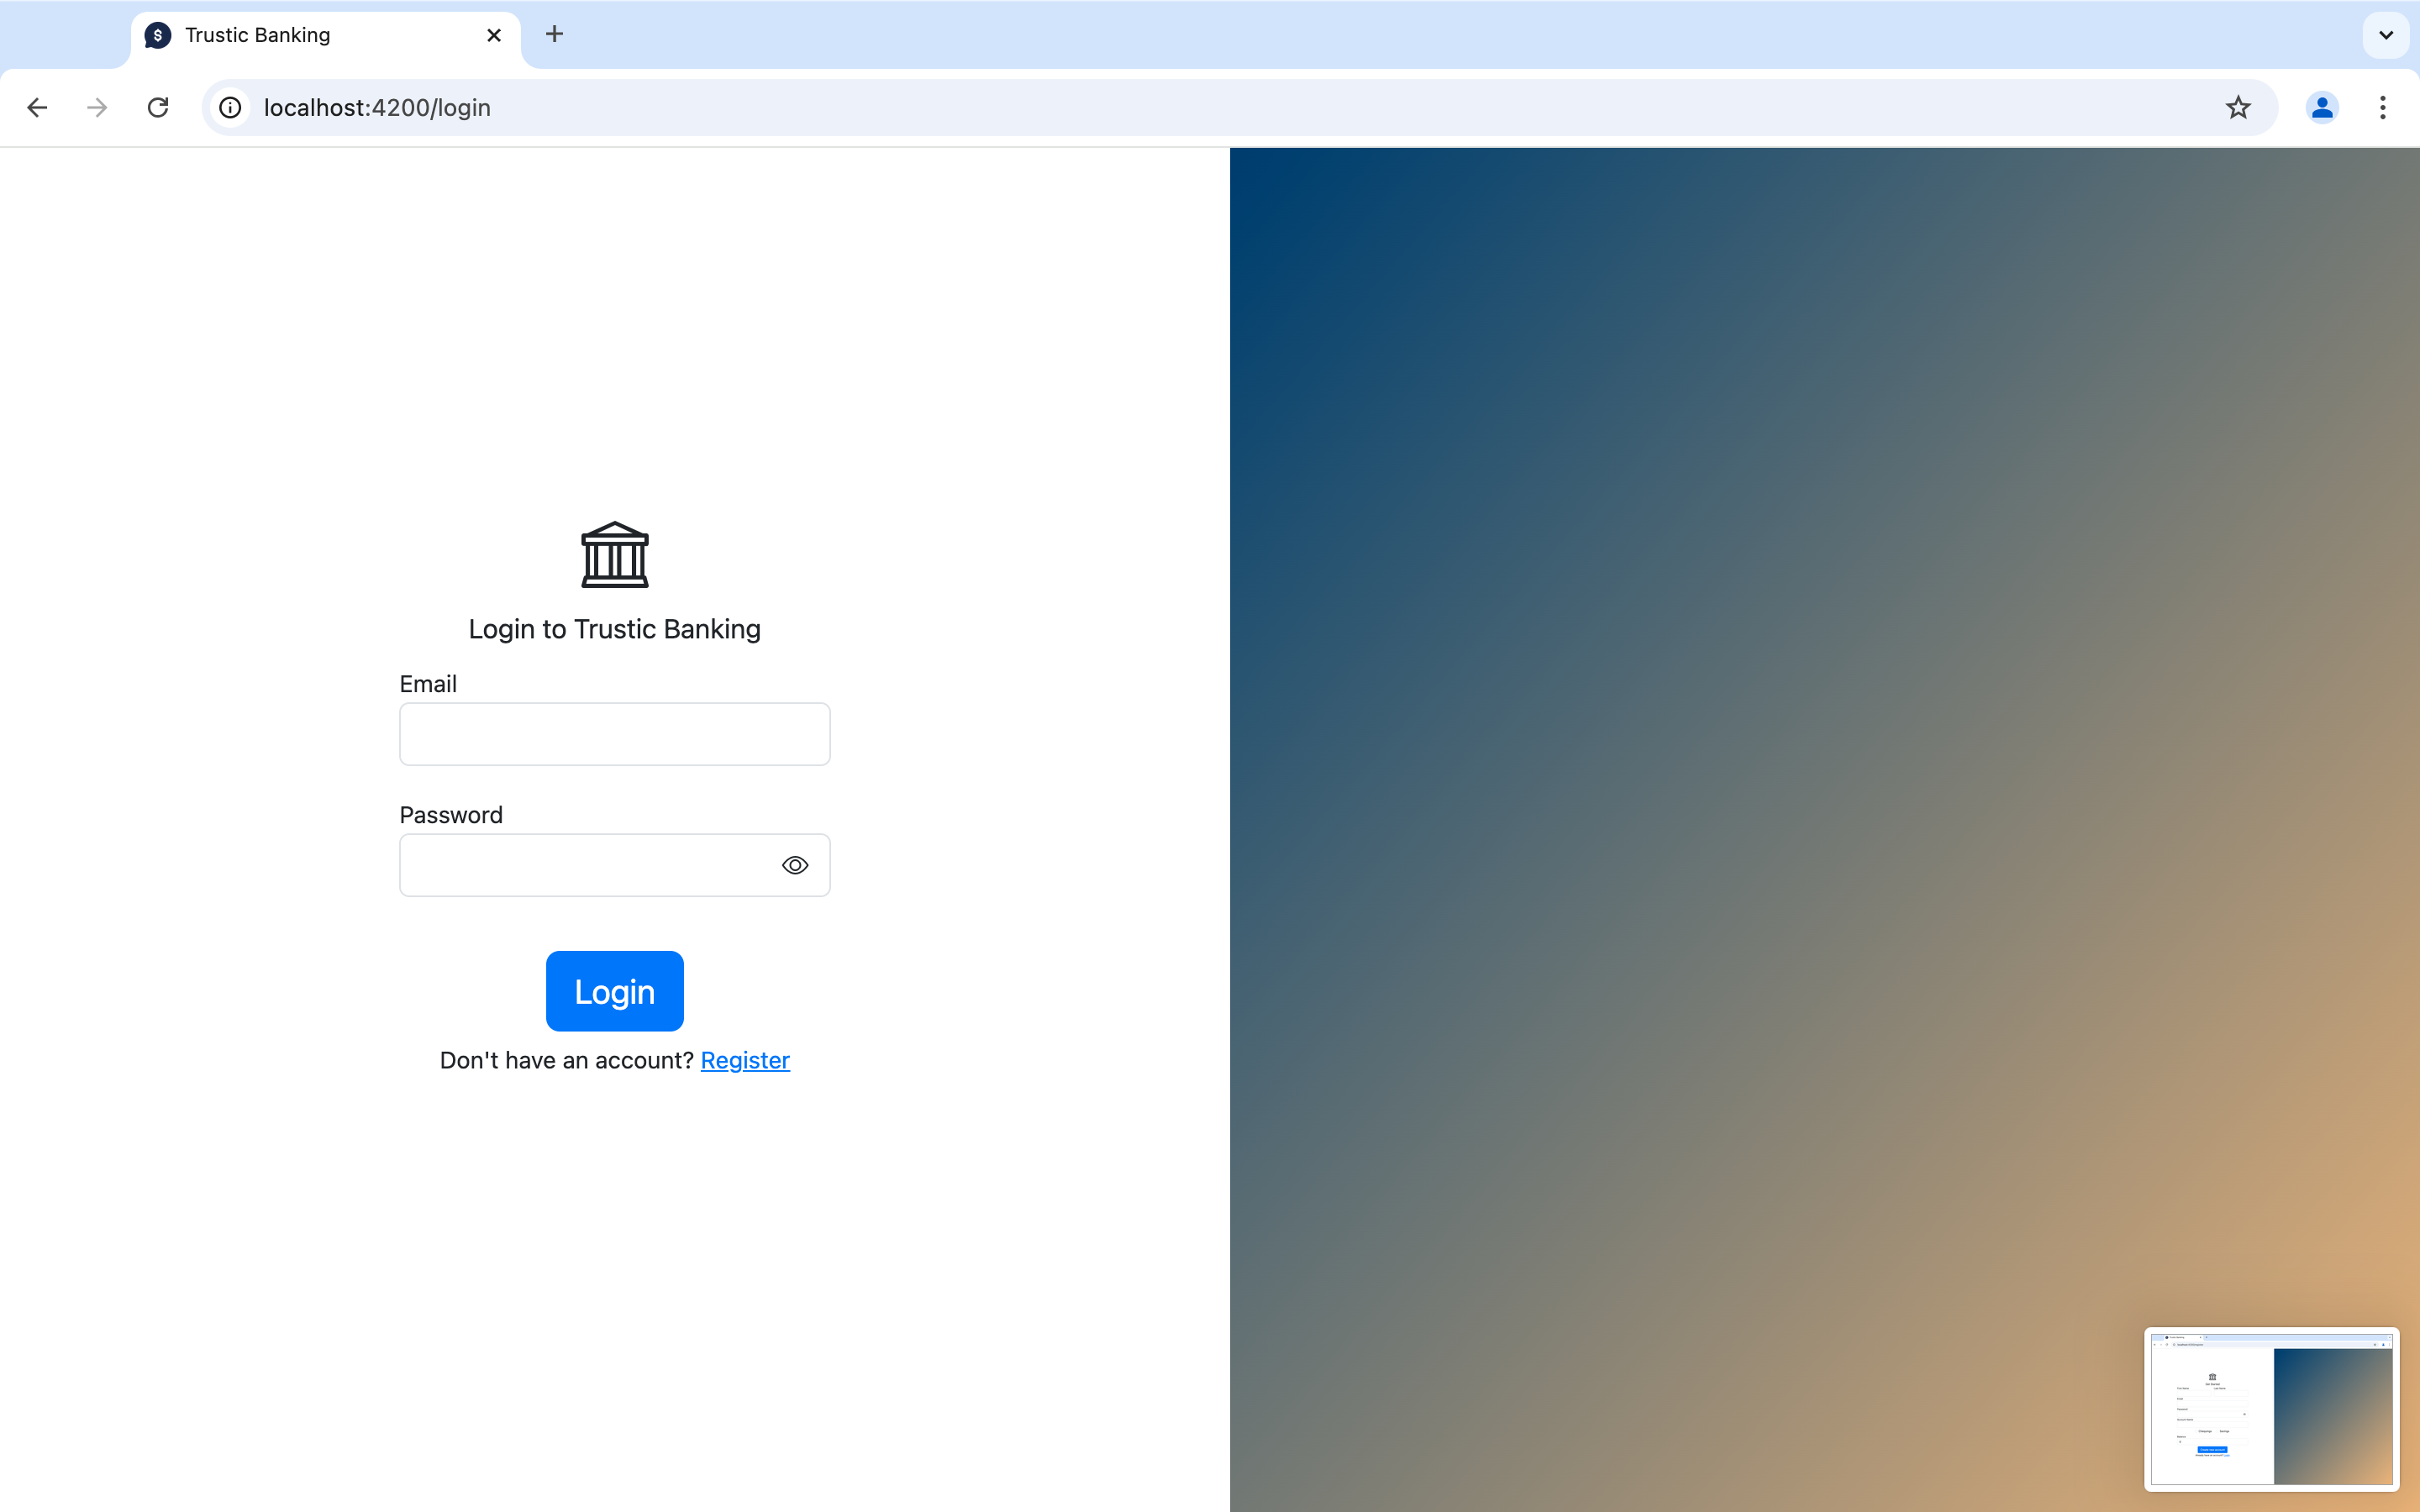 Trustic Banking
localhost:4200/login
Login to Trustic Banking
Email
Password
Login
Don't have an account? Register